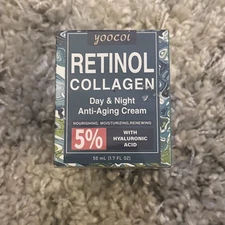 yoocoi
RETINOL
COLLAGEN
Day & Night
Anti-Aging Cream
NOURISHING, MOISTURIZING, RENEWING
5%
WITH
HYALURONIC
ACID
50 mL (1.7 FL OZ)